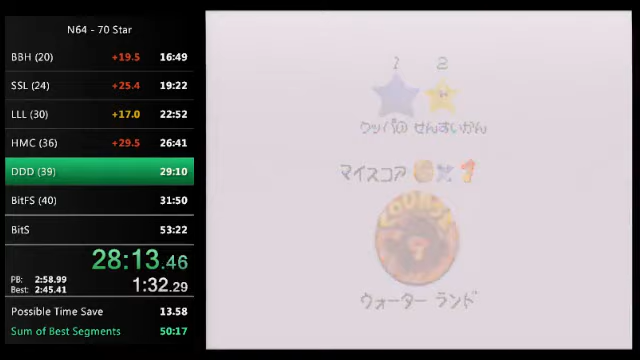 N64 - 70 Star
BBH (20) +19.5 16:49
SSL (24) +25.4 19:22
LLL (30) +17.0 22:52
HMC (36) +29.5 26:41
DDD (39) 29:10
BitFS (40) 31:50
BitS 53:22
28:13.46
PB: 2:58.99
Best: 2:45.41
1:32.29
Possible Time Save 13.58
Sum of Best Segments 50:17
1 2
クッパの せんすいかん
マイスコア
COURSE
ウォーター ランド